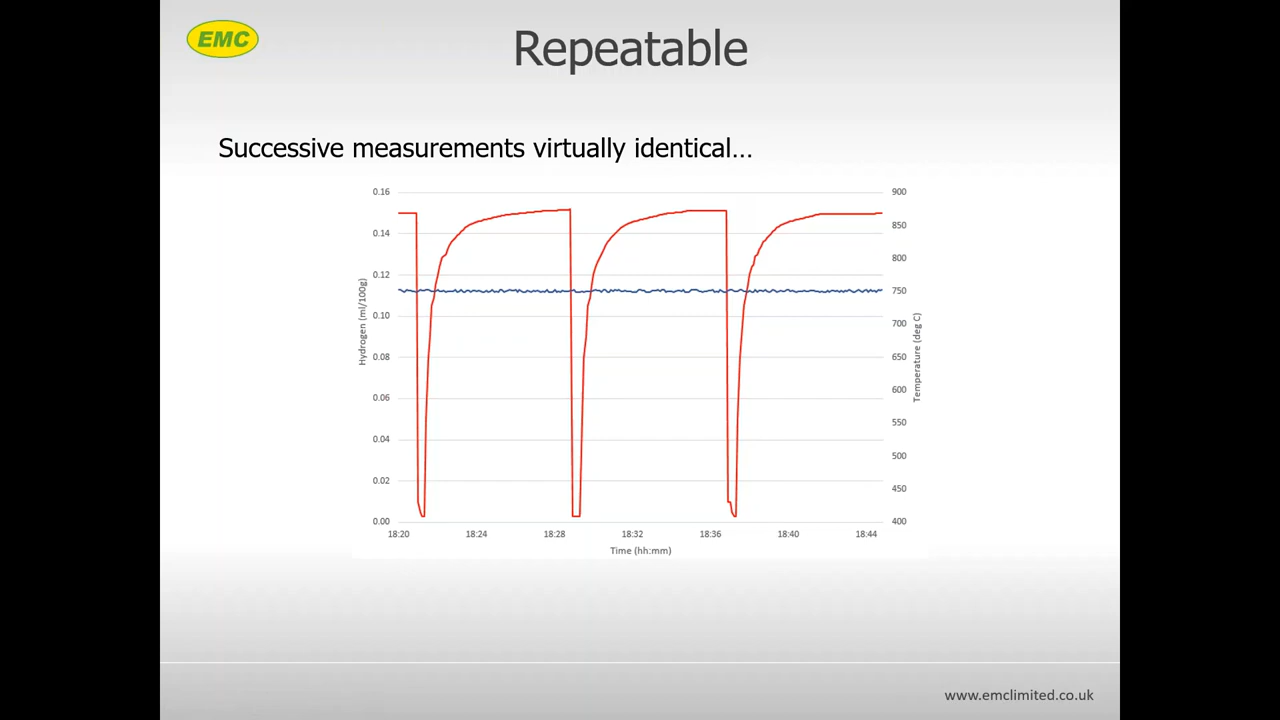 EMC
Repeatable
Successive measurements virtually identical...
0.16
0.14
0.12
0.10
0.08
0.06
0.04
0.02
0.00
Hydrogen (ml/100g)
900
850
800
750
700
650
600
550
500
450
400
Temperature (deg C)
18:20 18:24 18:28 18:32 18:36 18:40 18:44
Time (hh:mm)
www.emclimited.co.uk